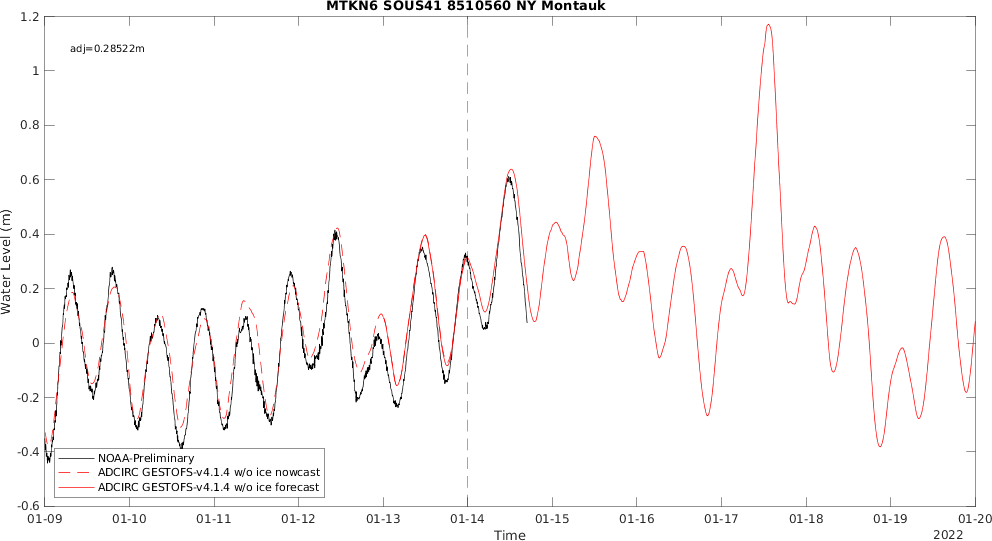 MTKN6 SOUS41 8510560 NY Montauk
adj=0.28522m
Water Level (m)
1.2
1
0.8
0.6
0.4
0.2
0
-0.2
-0.4
-0.6
NOAA-Preliminary
ADCIRC GESTOFS-v4.1.4 w/o ice nowcast
ADCIRC GESTOFS-v4.1.4 w/o ice forecast
01-09 01-10 01-11 01-12 01-13 01-14 01-15 01-16 01-17 01-18 01-19 01-20
Time
2022